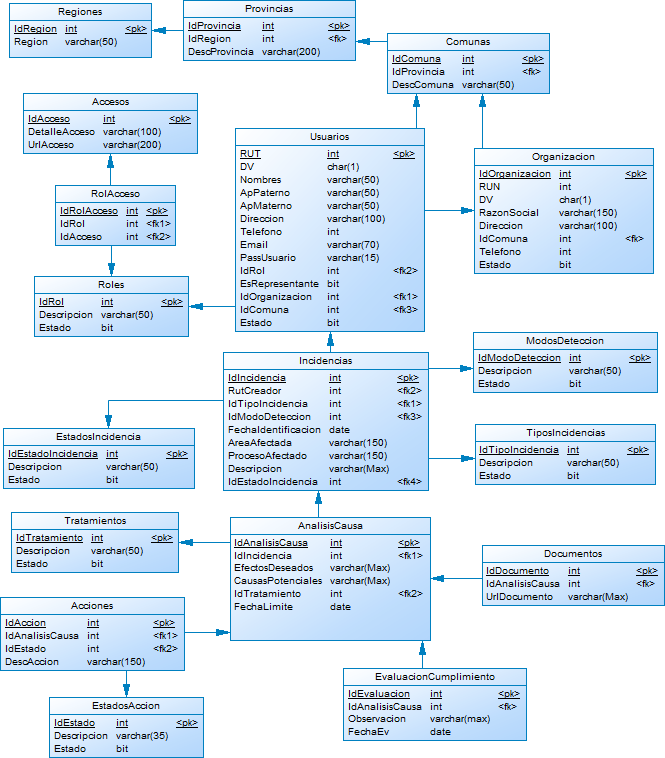 Regiones
IdRegion int <pk>
Region varchar(50)
Provincias
IdProvincia int <pk>
IdRegion int <fk>
DescProvincia varchar(200)
Comunas
IdComuna int <pk>
IdProvincia int <fk>
DescComuna varchar(50)
Accesos
IdAcceso int <pk>
DetalleAcceso varchar(100)
UrlAcceso varchar(200)
RolAcceso
IdRolAcceso int <pk>
IdRol int <fk1>
IdAcceso int <fk2>
Roles
IdRol int <pk>
Descripcion varchar(50)
Estado bit
Usuarios
RUT int <pk>
DV char(1)
Nombres varchar(50)
ApPaterno varchar(50)
ApMaterno varchar(50)
Direccion varchar(100)
Telefono int
Email varchar(70)
PassUsuario varchar(15)
IdRol int <fk2>
EsRepresentante bit
IdOrganizacion int <fk1>
IdComuna int <fk3>
Estado bit
Organizacion
IdOrganizacion int <pk>
RUN int
DV char(1)
RazonSocial varchar(150)
Direccion varchar(100)
IdComuna int <fk>
Telefono int
Estado bit
Incidencias
IdIncidencia int <pk>
RutCreador int <fk2>
IdTipoIncidencia int <fk1>
IdModoDeteccion int <fk3>
FechaIdentificacion date
AreaAfectada varchar(150)
ProcesoAfectado varchar(150)
Descripcion varchar(Max)
IdEstadoIncidencia int <fk4>
ModosDeteccion
IdModoDeteccion int <pk>
Descripcion varchar(50)
Estado bit
EstadosIncidencia
IdEstadoIncidencia int <pk>
Descripcion varchar(50)
Estado bit
TiposIncidencias
IdTipoIncidencia int <pk>
Descripcion varchar(50)
Estado bit
Tratamientos
IdTratamiento int <pk>
Descripcion varchar(50)
Estado bit
AnalisisCausa
IdAnalisisCausa int <pk>
IdIncidencia int <fk1>
EfectosDeseados varchar(Max)
CausasPotenciales varchar(Max)
IdTratamiento int <fk2>
FechaLimite date
Documentos
IdDocumento int <pk>
IdAnalisisCausa int <fk>
UrlDocumento varchar(Max)
Acciones
IdAccion int <pk>
IdAnalisisCausa int <fk1>
IdEstado int <fk2>
DescAccion varchar(150)
EstadosAccion
IdEstado int <pk>
Descripcion varchar(35)
Estado bit
EvaluacionCumplimiento
IdEvaluacion int <pk>
IdAnalisisCausa int <fk>
Observacion varchar(max)
FechaEv date